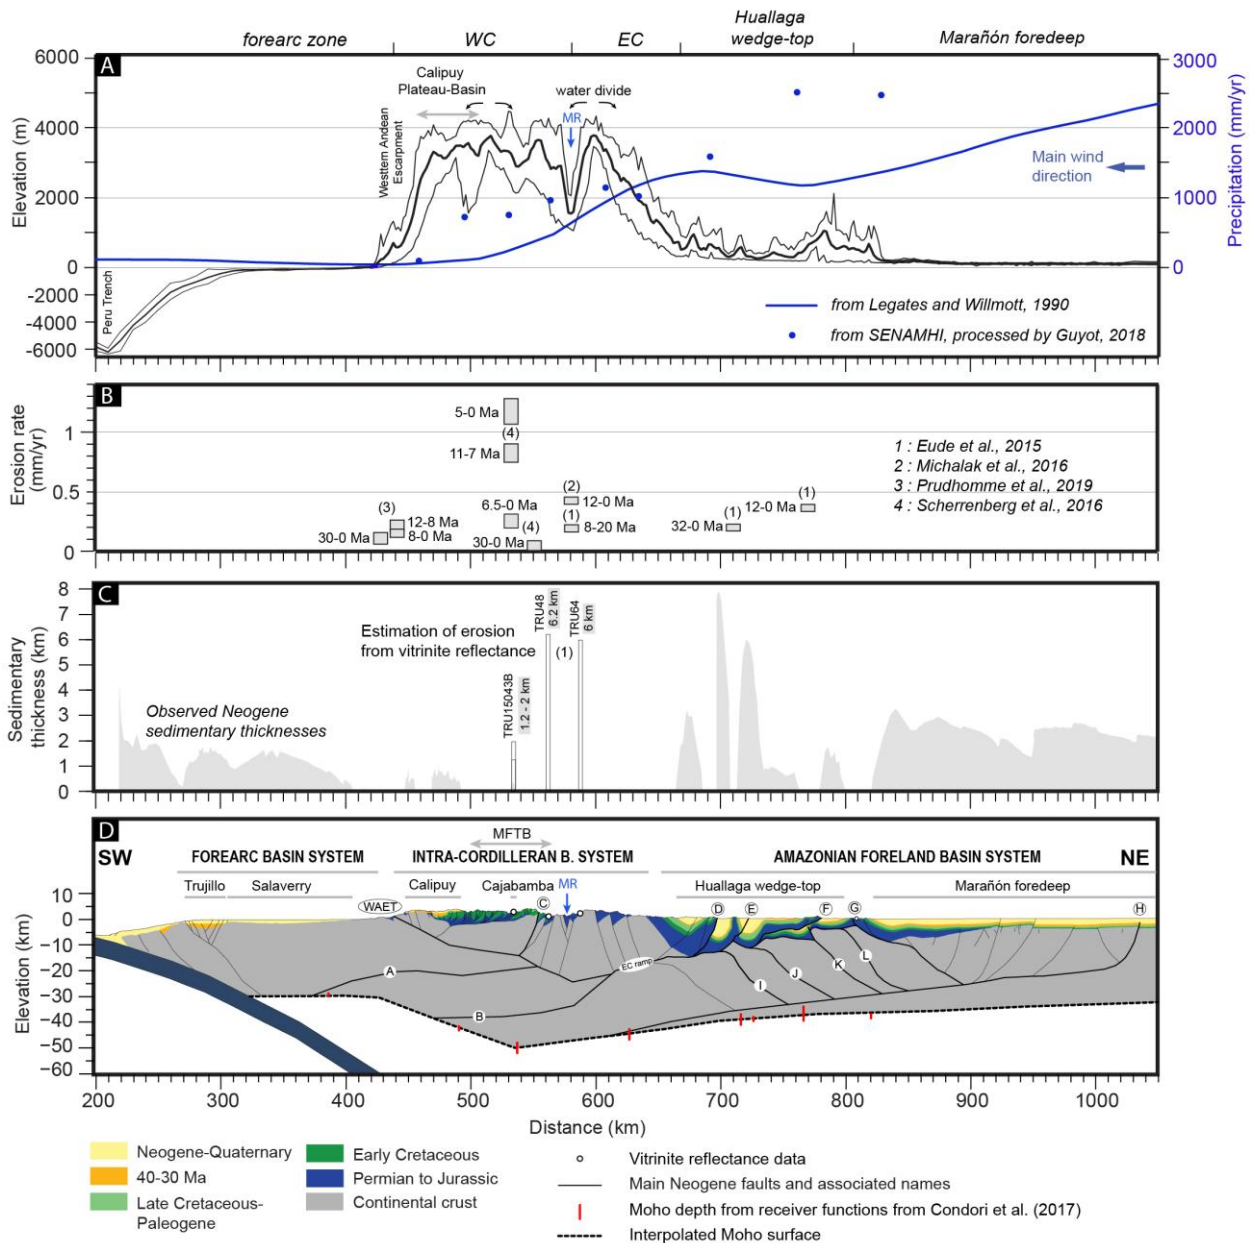 forearc zone
WC
EC
Huallaga
wedge-top
Marañón foredeep
A
6000
4000
2000
0
-2000
-4000
-6000
Elevation (m)
3000
2000
1000
0
Precipitation (mm/yr)
Calipuy
Plateau-Basin
water divide
MR
Westtern Andean
Escarpment
Peru Trench
Main wind
direction
from Legates and Willmott, 1990
from SENAMHI, processed by Guyot, 2018
B
Erosion rate
(mm/yr)
1
0.5
0
5-0 Ma
(4)
11-7 Ma
(3)
12-8 Ma
30-0 Ma
8-0 Ma
6.5-0 Ma
(4)
30-0 Ma
(2)
12-0 Ma
(1)
8-20 Ma
(1)
32-0 Ma
(1)
12-0 Ma
1 : Eude et al., 2015
2 : Michalak et al., 2016
3 : Prudhomme et al., 2019
4 : Scherrenberg et al., 2016
C
Sedimentary
thickness (km)
8
7
6
5
4
3
2
1
0
Estimation of erosion
from vitrinite reflectance
(1)
TRU15043B
1.2 - 2 km
TRU48
6.2 km
TRU64
6 km
Observed Neogene
sedimentary thicknesses
200
300
400
500
600
700
800
900
1000
D
SW
NE
MFTB
FOREARC BASIN SYSTEM
INTRA-CORDILLERAN B. SYSTEM
AMAZONIAN FORELAND BASIN SYSTEM
Trujillo
Salaverry
Calipuy
Cajabamba
MR
Huallaga wedge-top
Marañón foredeep
WAET
C
D
E
F
G
H
A
B
EC ramp
I
J
K
L
Elevation (km)
10
0
−10
−20
−30
−40
−50
−60
200
300
400
500
600
700
800
900
1000
Distance (km)
Neogene-Quaternary
40-30 Ma
Late Cretaceous-
Paleogene
Early Cretaceous
Permian to Jurassic
Continental crust
Vitrinite reflectance data
Main Neogene faults and associated names
Moho depth from receiver functions from Condori et al. (2017)
Interpolated Moho surface